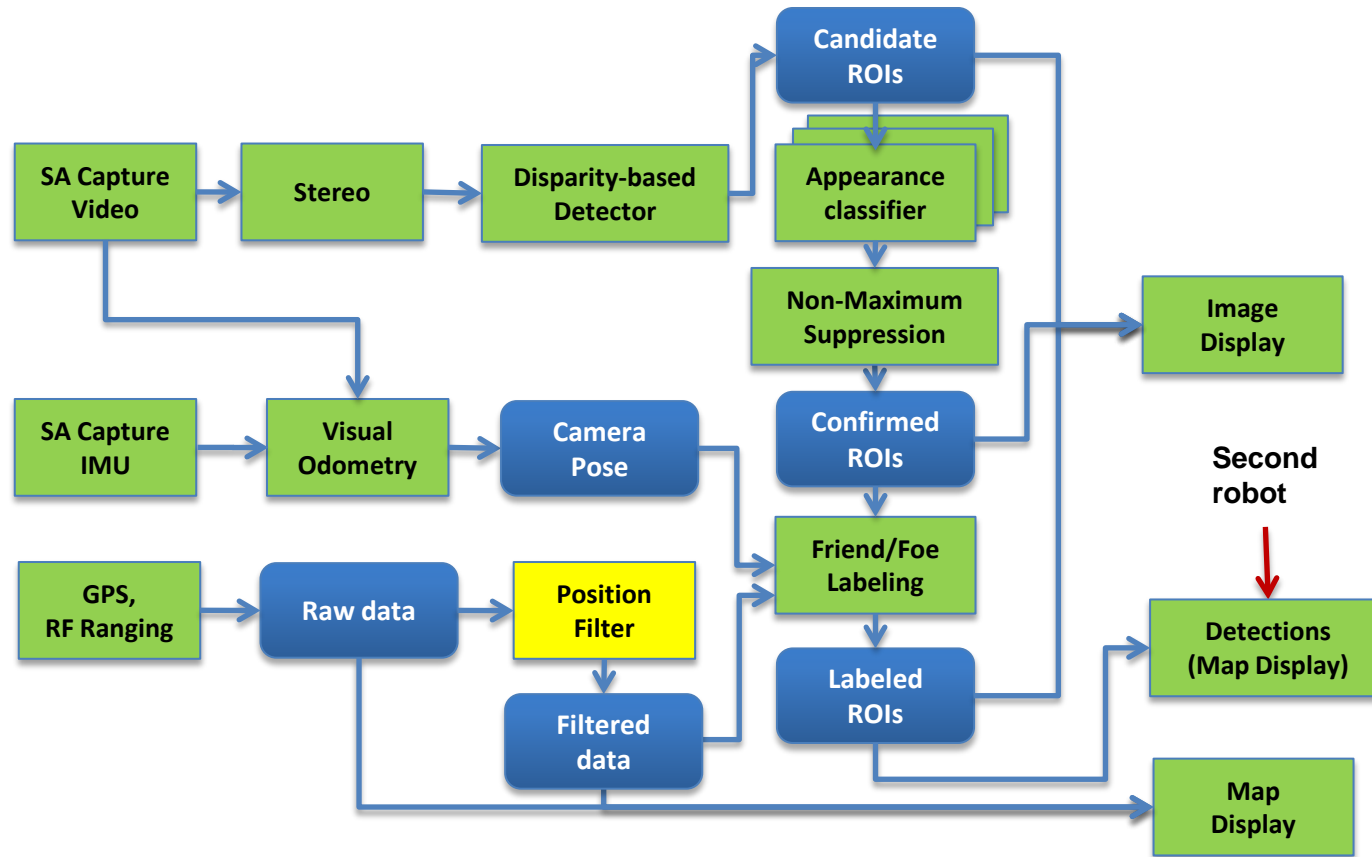 Candidate
ROIs
SA Capture
Video
Stereo
Disparity-based
Detector
Appearance
classifier
Non-Maximum
Suppression
Image
Display
SA Capture
IMU
Visual
Odometry
Camera
Pose
Confirmed
ROIs
Second
robot
GPS,
RF Ranging
Raw data
Position
Filter
Friend/Foe
Labeling
Detections
(Map Display)
Filtered
data
Labeled
ROIs
Map
Display